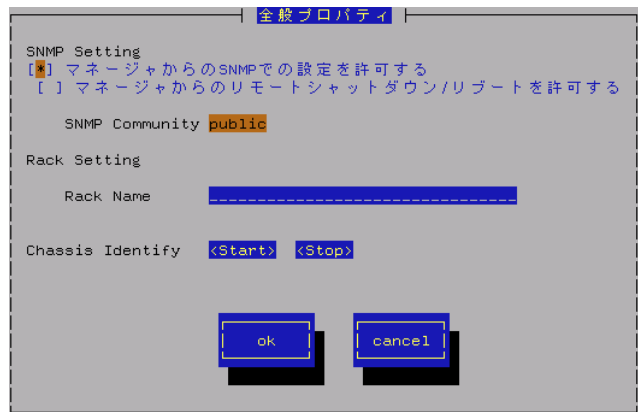 全般プロパティ
SNMP Setting
[*] マネージャからのSNMPでの設定を許可する
[ ] マネージャからのリモートシャットダウン/リブートを許可する
SNMP Community public
Rack Setting
Rack Name ________________________________
Chassis Identify <Start> <Stop>
ok cancel